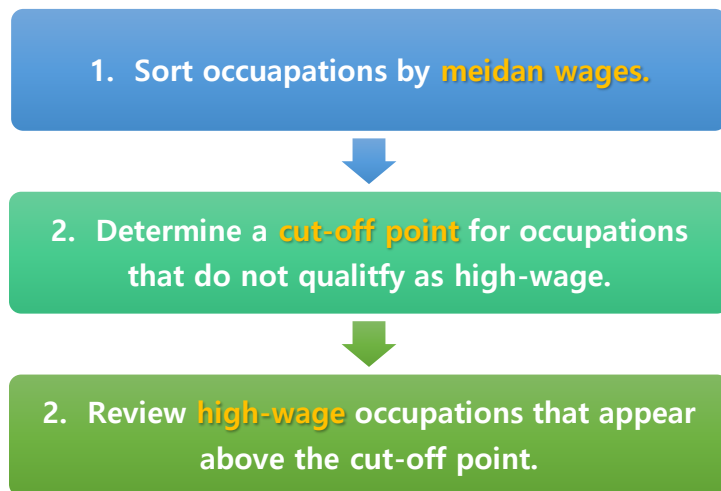 1. Sort occuapations by meidan wages.
2. Determine a cut-off point for occupations
that do not qualitfy as high-wage.
2. Review high-wage occupations that appear
above the cut-off point.